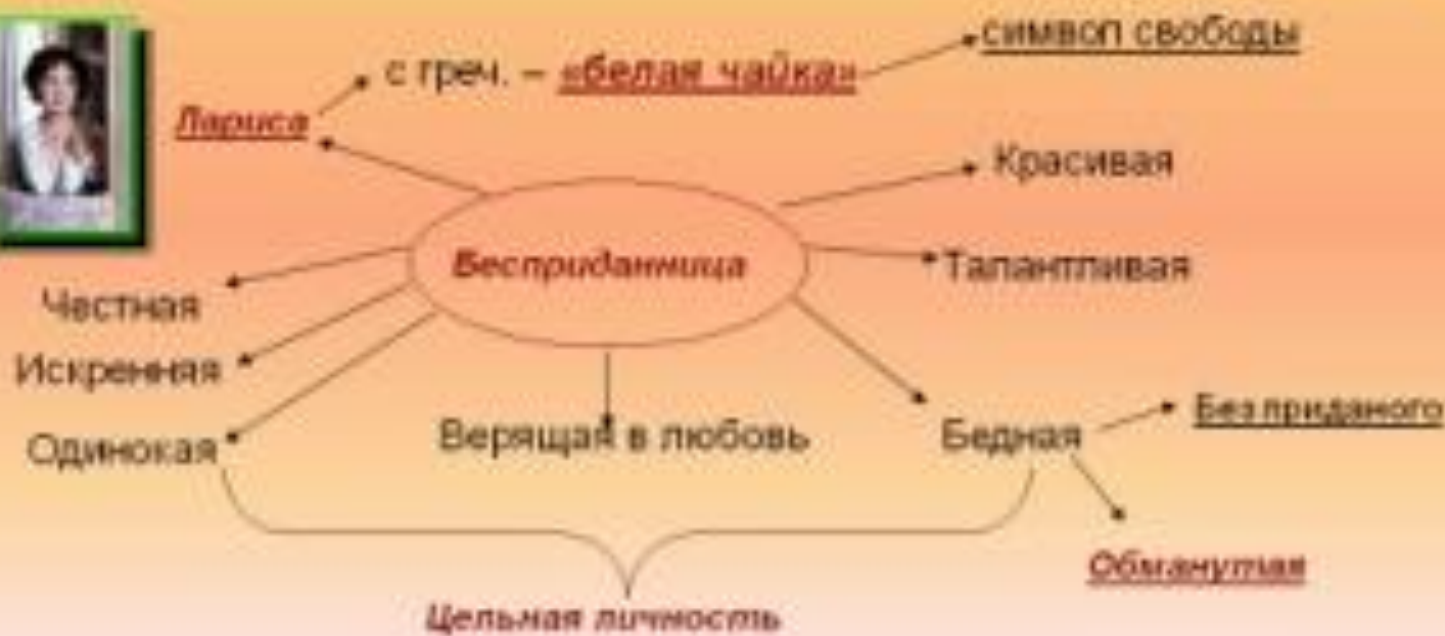 символ свободы
с греч. – «белая чайка»
Лариса
Красивая
Бесприданница
Талантливая
Честная
Искренняя
Одинокая
Верящая в любовь
Бедная
Без приданого
Обманутая
Цельная личность